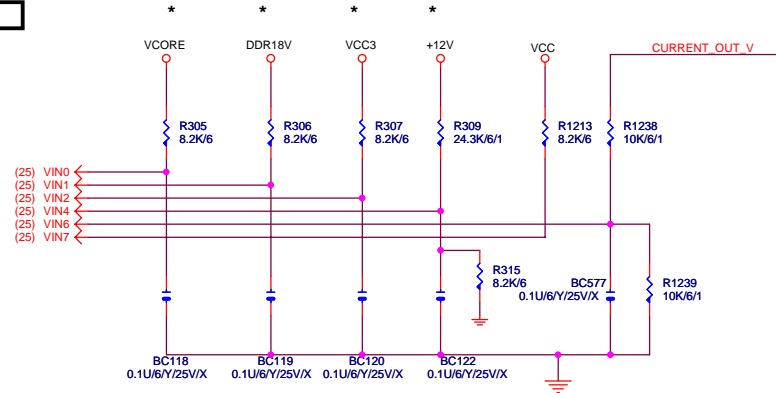 * * * *
VCORE DDR18V VCC3 +12V VCC CURRENT_OUT_V
R305 R306 R307 R309 R1213 R1238
8.2K/6 8.2K/6 8.2K/6 24.3K/6/1 8.2K/6 10K/6/1
(25) VIN0
(25) VIN1
(25) VIN2
(25) VIN4
(25) VIN6
(25) VIN7
R315
8.2K/6
BC577
0.1U/6/Y/25V/X
R1239
10K/6/1
BC118 BC119 BC120 BC122
0.1U/6/Y/25V/X 0.1U/6/Y/25V/X 0.1U/6/Y/25V/X 0.1U/6/Y/25V/X